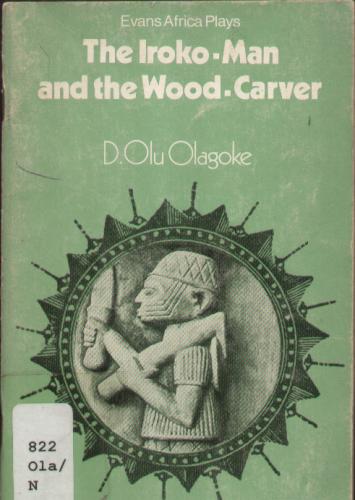 Evans Africa Plays
The Iroko-Man
and the Wood-Carver
D. Olu Olagoke
822
Ola/
N